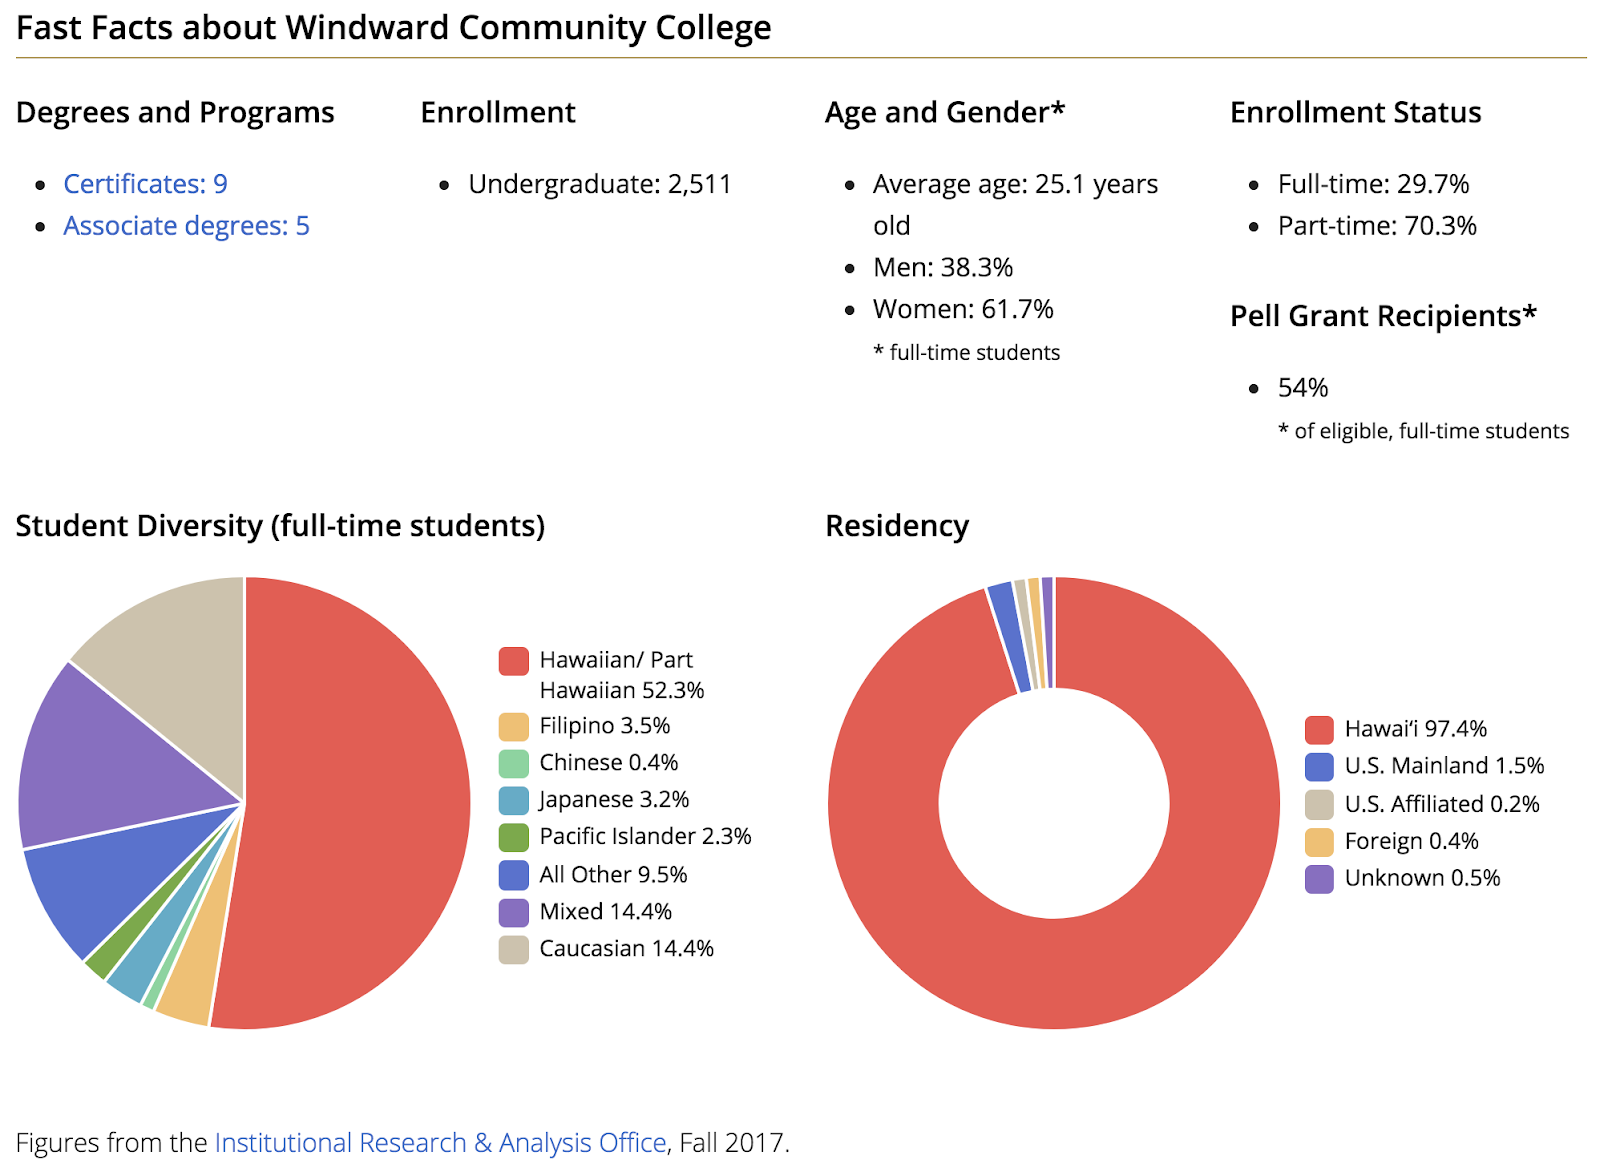 Fast Facts about Windward Community College
Degrees and Programs
Certificates: 9
Associate degrees: 5
Enrollment
Undergraduate: 2,511
Age and Gender*
Average age: 25.1 years
old
Men: 38.3%
Women: 61.7%
* full-time students
Enrollment Status
Full-time: 29.7%
Part-time: 70.3%
Pell Grant Recipients*
54%
* of eligible, full-time students
Student Diversity (full-time students)
Hawaiian/ Part
Hawaiian 52.3%
Filipino 3.5%
Chinese 0.4%
Japanese 3.2%
Pacific Islander 2.3%
All Other 9.5%
Mixed 14.4%
Caucasian 14.4%
Residency
Hawaiʻi 97.4%
U.S. Mainland 1.5%
U.S. Affiliated 0.2%
Foreign 0.4%
Unknown 0.5%
Figures from the Institutional Research & Analysis Office, Fall 2017.